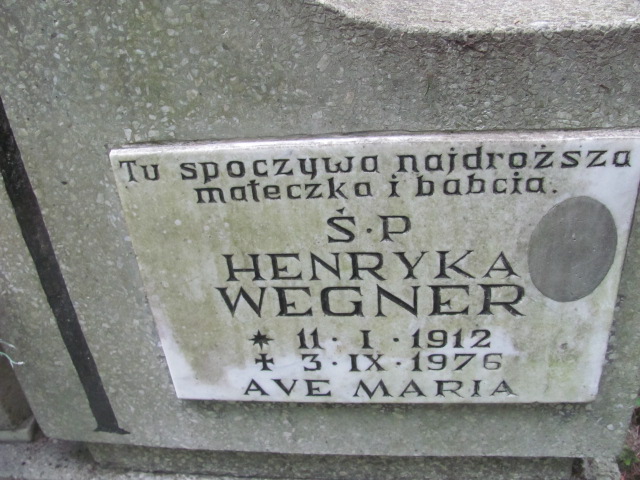 Tu spoczywa najdroższa
mateczka i babcia.
Ś·P
HENRYKA
WEGNER
* 11·I·1912
✝ 3·IX·1976
AVE MARIA